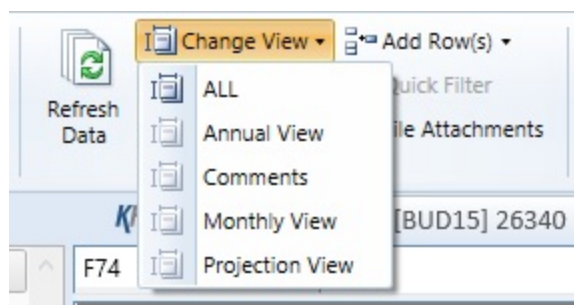 Change View
Add Row(s)
Refresh
Data
Quick Filter
ile Attachments
ALL
Annual View
Comments
Monthly View
Projection View
[BUD15] 26340
F74